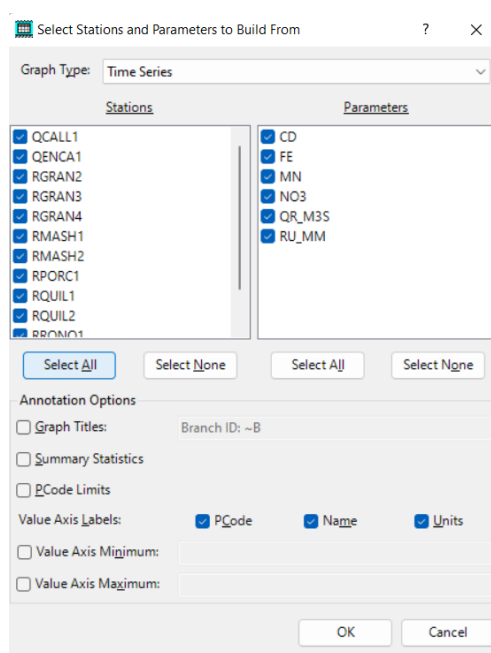 Select Stations and Parameters to Build From ? ×
Graph Type: Time Series
Stations Parameters
QCALL1 CD
QENCA1 FE
RGRAN2 MN
RGRAN3 NO3
RGRAN4 QR_M3S
RMASH1 RU_MM
RMASH2
RPORC1
RQUIL1
RQUIL2
RRONO1
Select All Select None Select All Select None
Annotation Options
Graph Titles: Branch ID: ~B
Summary Statistics
PCode Limits
Value Axis Labels: PCode Name Units
Value Axis Minimum:
Value Axis Maximum:
OK Cancel